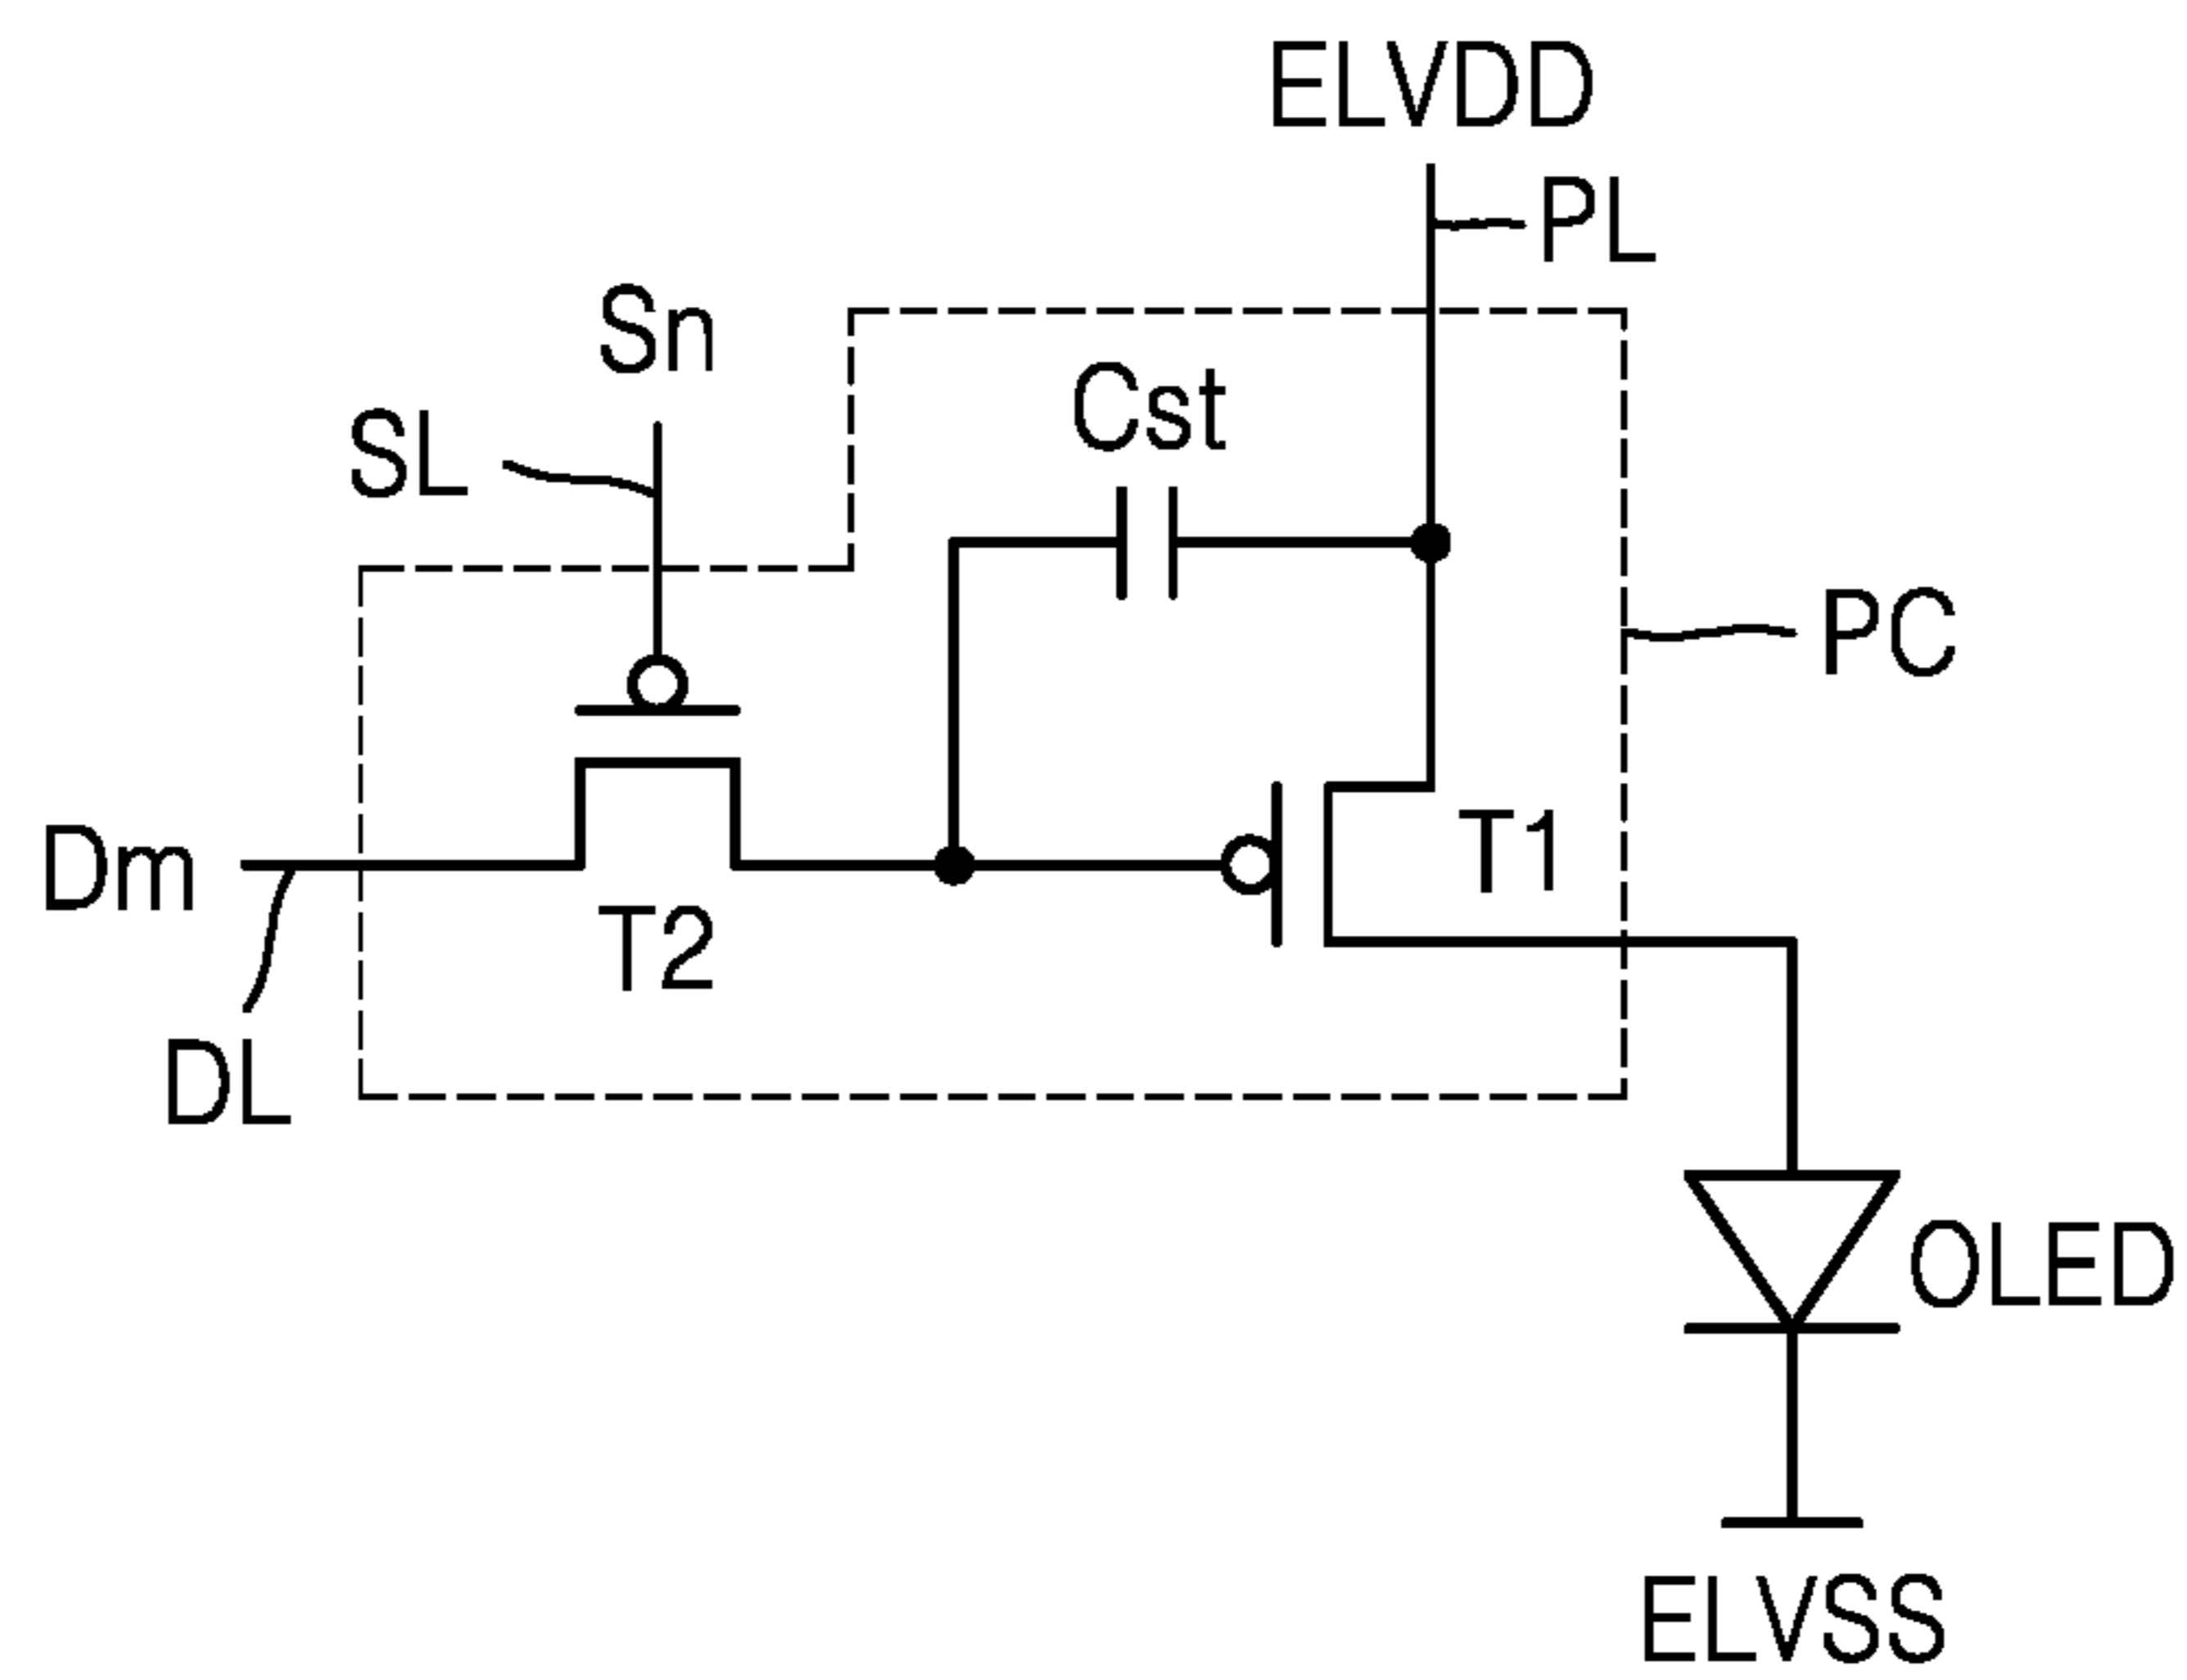 ELVDD
PL
Sn
SL
Cst
PC
Dm
T1
T2
DL
OLED
ELVSS